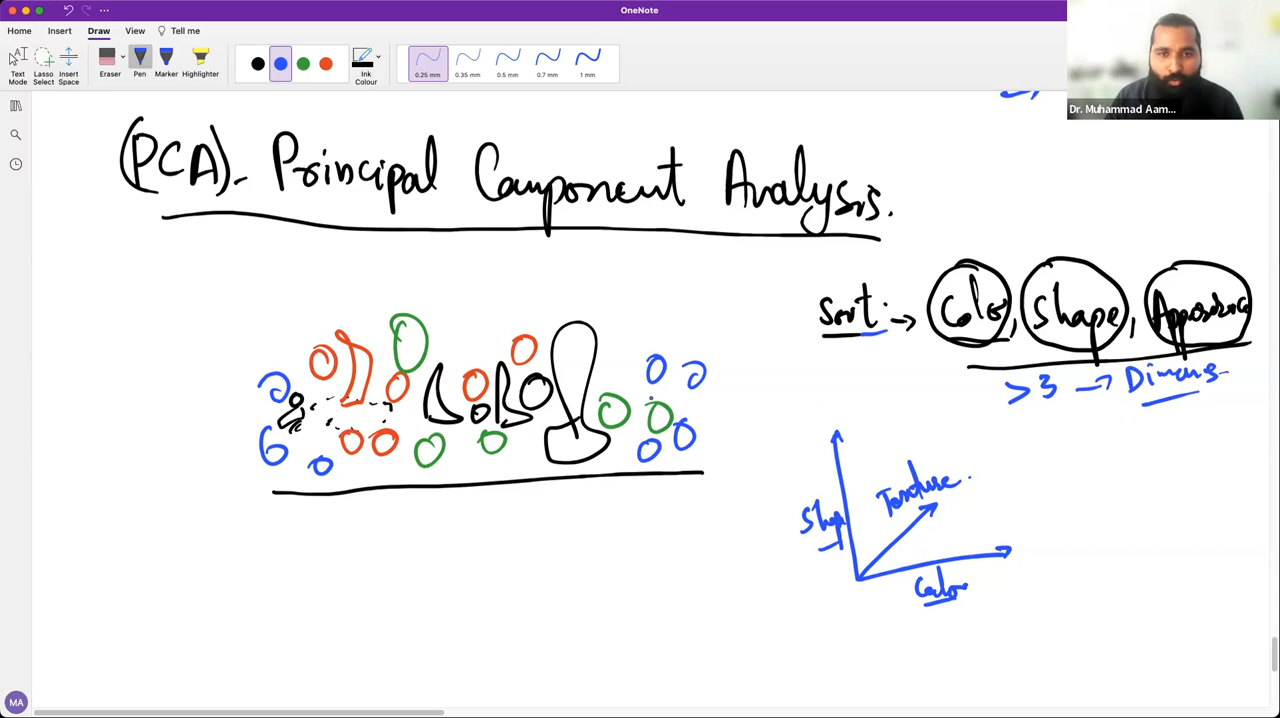 OneNote
Home Insert Draw View Tell me
Text Mode
Lasso Select
Insert Space
Eraser
Pen
Marker
Highlighter
Ink Colour
0.25 mm 0.35 mm 0.5 mm 0.7 mm 1 mm
Dr. Muhammad Aam...
(PCA). Principal Component Analysis.
Sort: → Color, Shape,
>3 → Dimens
Texture.
Shap
Color
MA